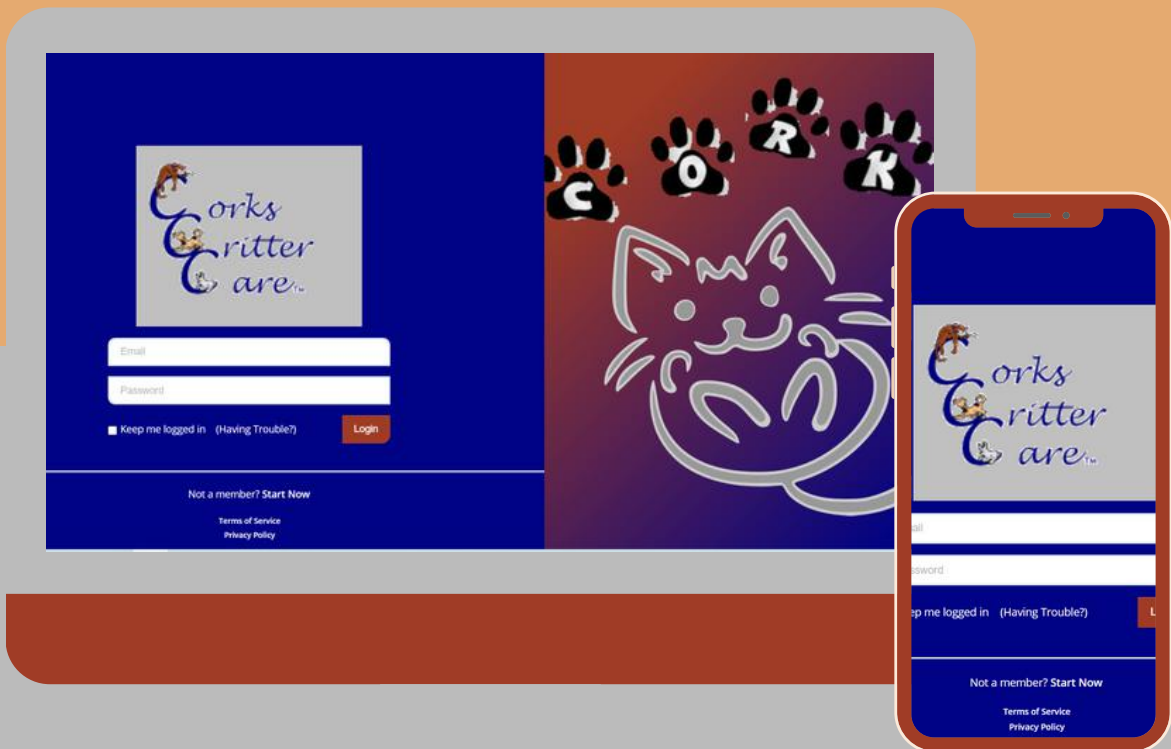 Corks
Critter
Care™
Email
Password
Keep me logged in (Having Trouble?) Login
Not a member? Start Now
Terms of Service
Privacy Policy
C O R K
Corks
Critter
Care™
ail
ssword
ep me logged in (Having Trouble?) L
Not a member? Start Now
Terms of Service
Privacy Policy